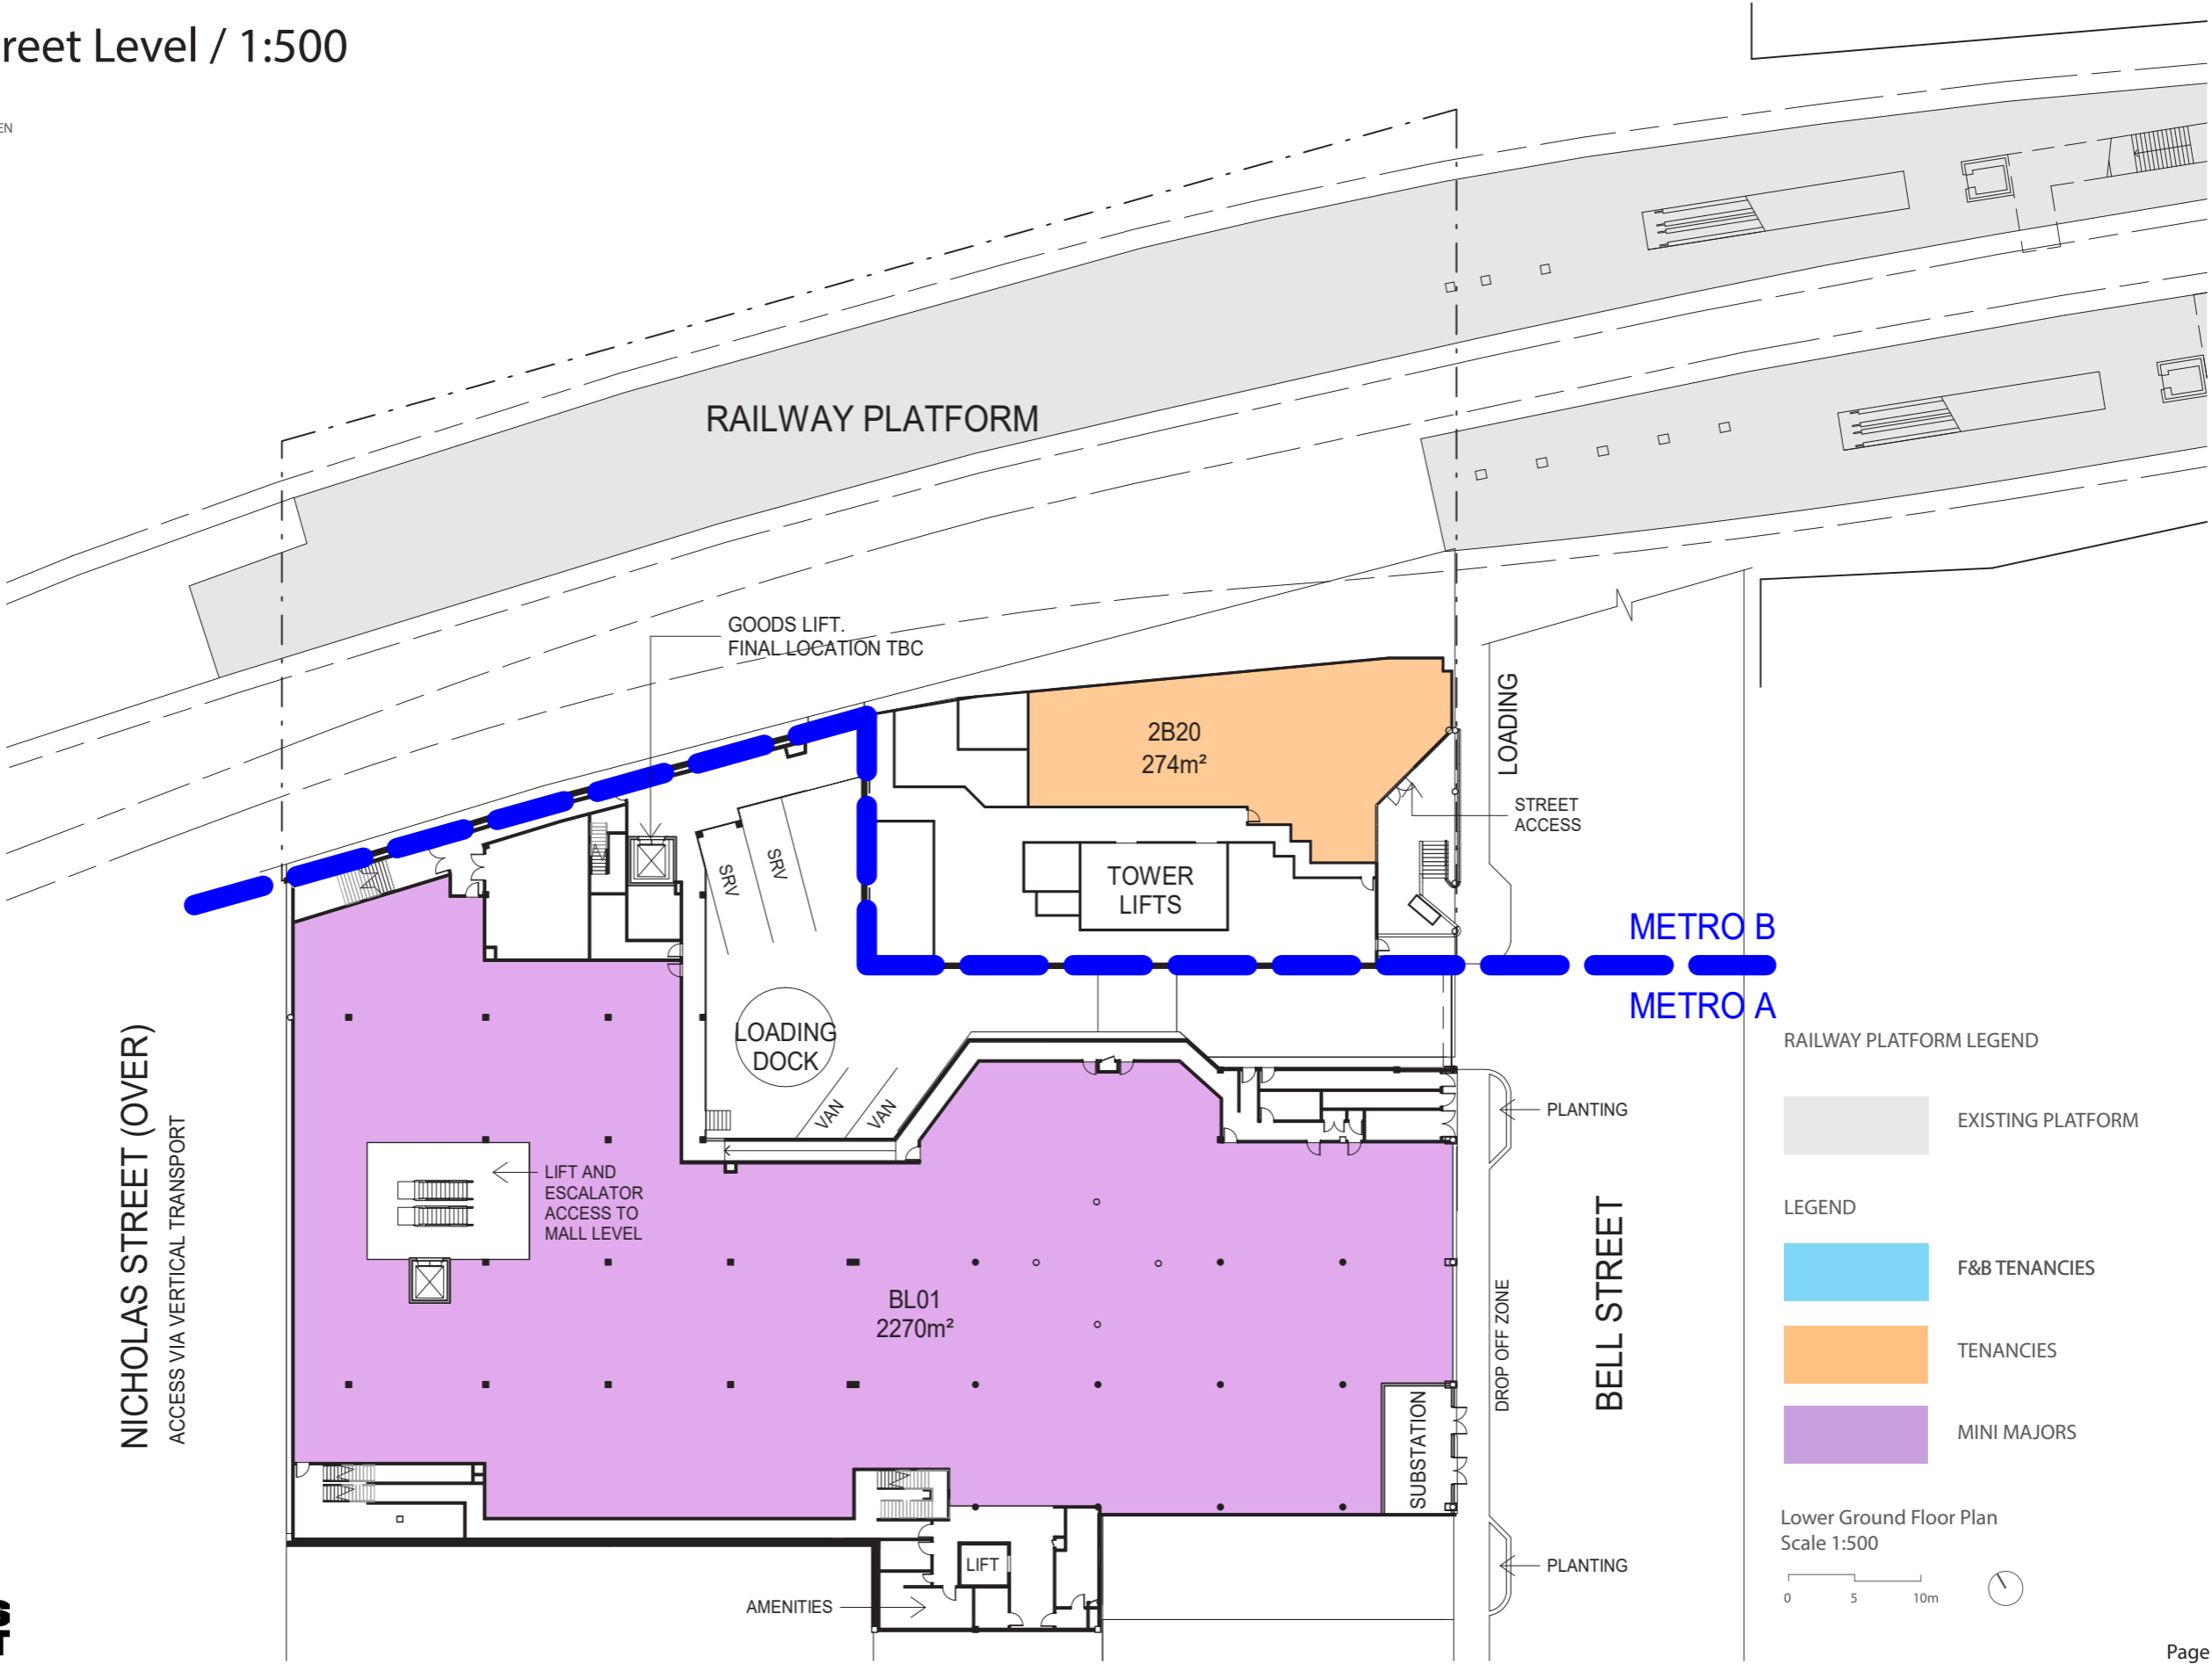 reet Level / 1:500
EN
RAILWAY PLATFORM
GOODS LIFT.
FINAL LOCATION TBC
2B20
274m²
LOADING
STREET
ACCESS
SRV
SRV
TOWER
LIFTS
METRO B
METRO A
LOADING
DOCK
VAN
VAN
NICHOLAS STREET (OVER)
ACCESS VIA VERTICAL TRANSPORT
LIFT AND
ESCALATOR
ACCESS TO
MALL LEVEL
BL01
2270m²
PLANTING
DROP OFF ZONE
BELL STREET
SUBSTATION
LIFT
AMENITIES
PLANTING
RAILWAY PLATFORM LEGEND
EXISTING PLATFORM
LEGEND
F&B TENANCIES
TENANCIES
MINI MAJORS
Lower Ground Floor Plan
Scale 1:500
0 5 10m
Page